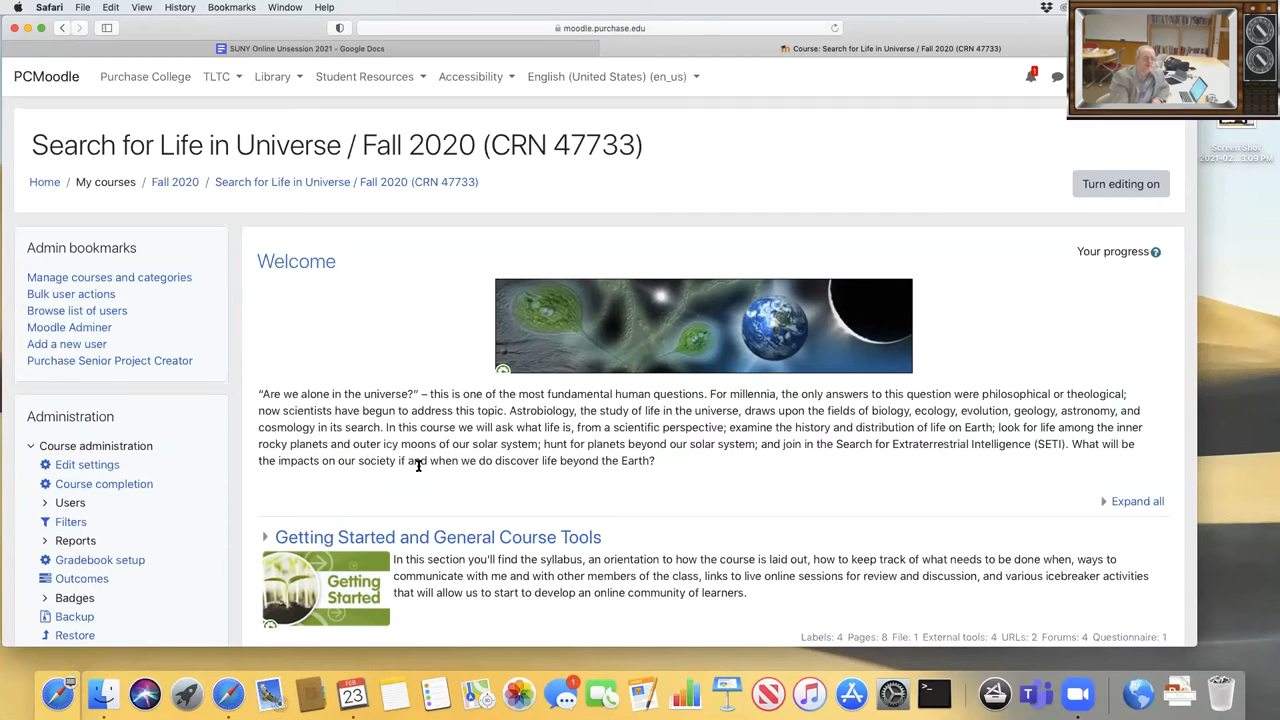 Safari File Edit View History Bookmarks Window Help
moodle.purchase.edu
SUNY Online Unsession 2021 - Google Docs
Course: Search for Life in Universe / Fall 2020 (CRN 47733)
PCMoodle Purchase College TLTC Library Student Resources Accessibility English (United States) (en_us)
1
Screen Shot
2021-02...3.09 PM
Search for Life in Universe / Fall 2020 (CRN 47733)
Home / My courses / Fall 2020 / Search for Life in Universe / Fall 2020 (CRN 47733)
Turn editing on
Admin bookmarks
Manage courses and categories
Bulk user actions
Browse list of users
Moodle Adminer
Add a new user
Purchase Senior Project Creator
Administration
Course administration
Edit settings
Course completion
Users
Filters
Reports
Gradebook setup
Outcomes
Badges
Backup
Restore
Your progress
Welcome
“Are we alone in the universe?” – this is one of the most fundamental human questions. For millennia, the only answers to this question were philosophical or theological;
now scientists have begun to address this topic. Astrobiology, the study of life in the universe, draws upon the fields of biology, ecology, evolution, geology, astronomy, and
cosmology in its search. In this course we will ask what life is, from a scientific perspective; examine the history and distribution of life on Earth; look for life among the inner
rocky planets and outer icy moons of our solar system; hunt for planets beyond our solar system; and join in the Search for Extraterrestrial Intelligence (SETI). What will be
the impacts on our society if and when we do discover life beyond the Earth?
Expand all
Getting Started and General Course Tools
Getting
Started
In this section you'll find the syllabus, an orientation to how the course is laid out, how to keep track of what needs to be done when, ways to
communicate with me and with other members of the class, links to live online sessions for review and discussion, and various icebreaker activities
that will allow us to start to develop an online community of learners.
Labels: 4 Pages: 8 File: 1 External tools: 4 URLs: 2 Forums: 4 Questionnaire: 1
FEB
23
1